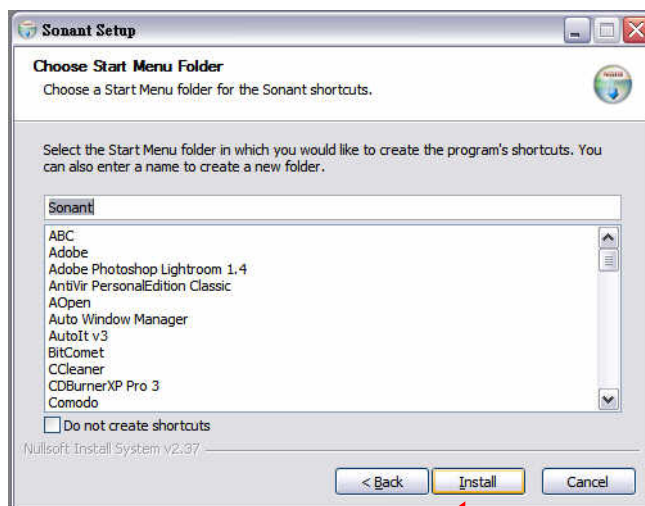 Sonant Setup
Choose Start Menu Folder
Choose a Start Menu folder for the Sonant shortcuts.
Select the Start Menu folder in which you would like to create the program's shortcuts. You
can also enter a name to create a new folder.
Sonant
ABC
Adobe
Adobe Photoshop Lightroom 1.4
AntiVir PersonalEdition Classic
AOpen
Auto Window Manager
AutoIt v3
BitComet
CCleaner
CDBurnerXP Pro 3
Comodo
Do not create shortcuts
Nullsoft Install System v2.37
< Back Install Cancel